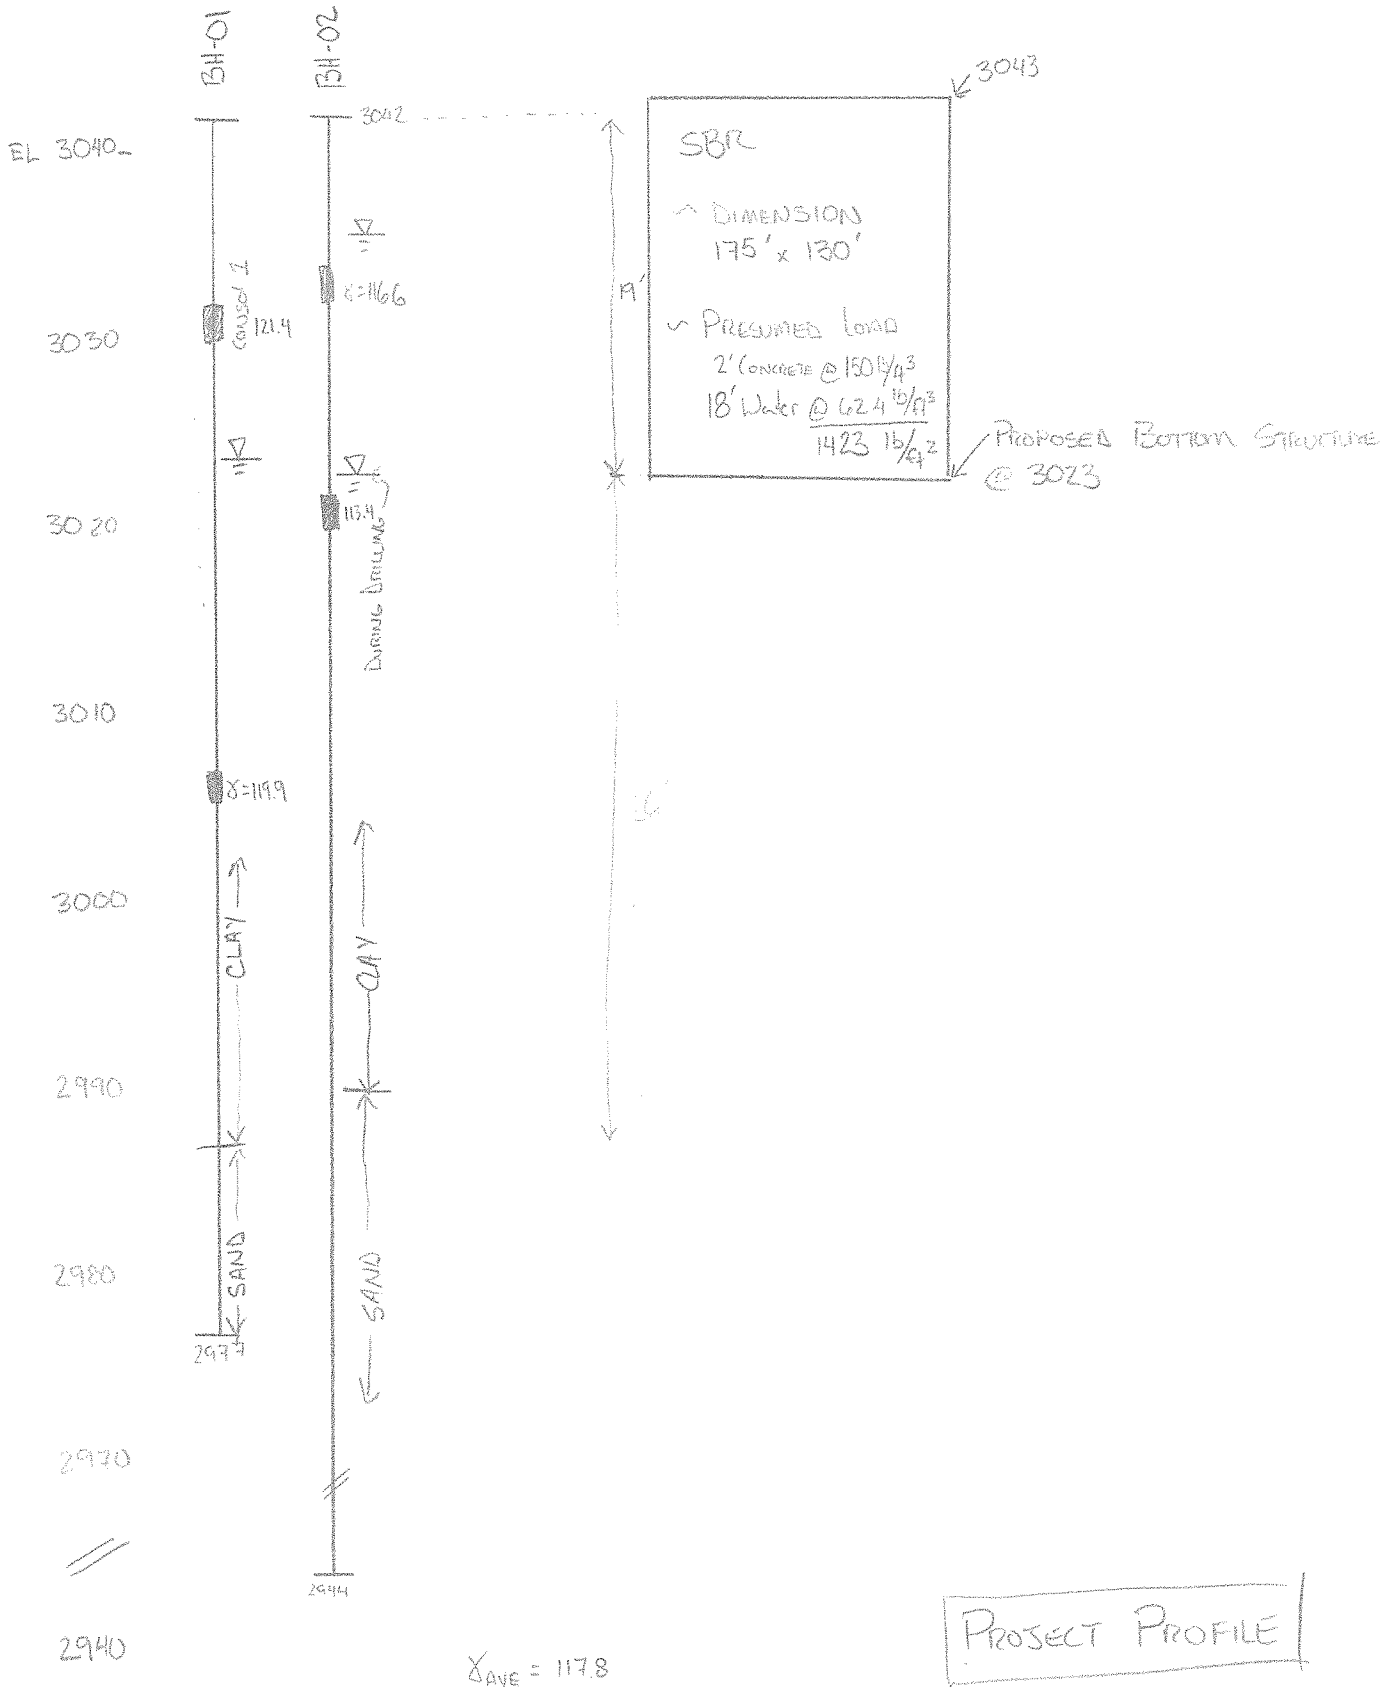 BH-01
BH-02
3042
3043
EL 3040
SBR
~ DIMENSION
175' x 130'
CONSOL
121.4
γ=116.6
19'
~ PRESUMED LOAD
2' CONCRETE @ 150 lb/ft³
18' Water @ 62.4 lb/ft³
1423 lb/ft²
PROPOSED BOTTOM STRUCTURE
@ 3023
3030
3020
113.4
DURING DRILLING
3010
γ=119.9
3000
CLAY
CLAY
2990
2980
SAND
SAND
2977
2970
2944
2940
γAVE = 117.8
PROJECT PROFILE